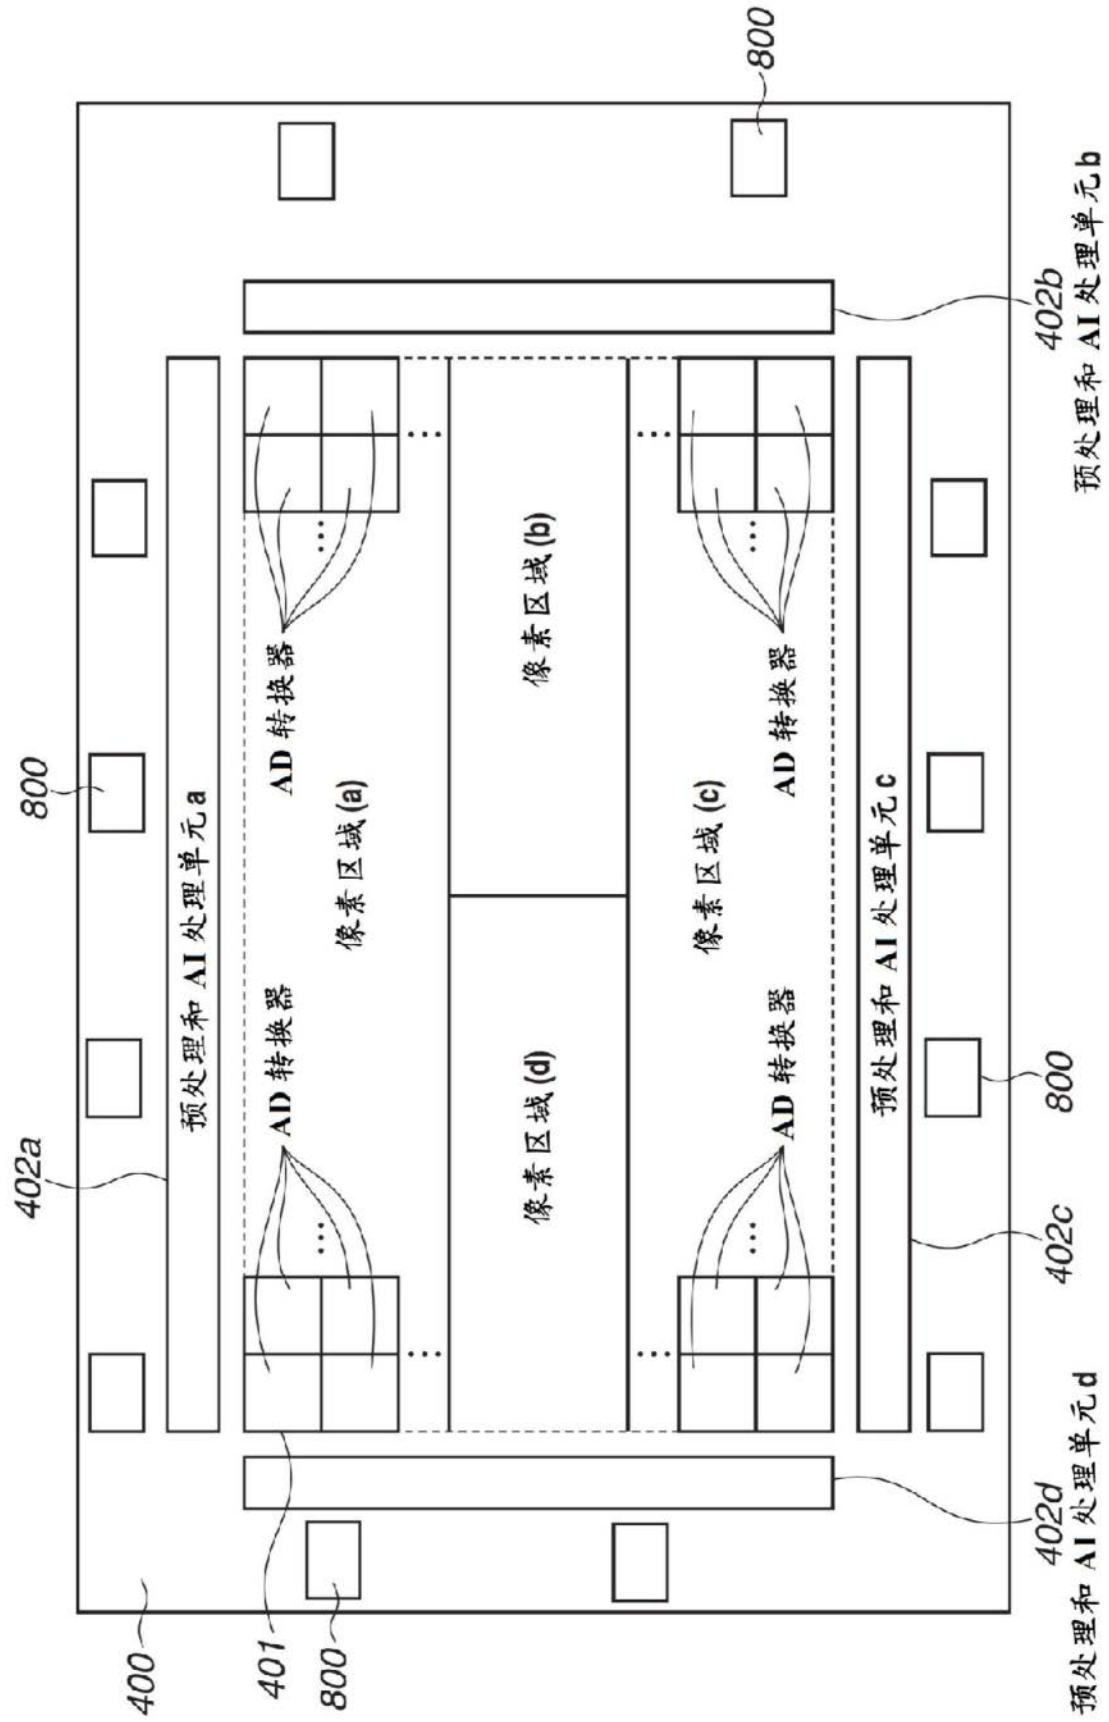 402a
800
400
预处理和 AI 处理单元 a
401
AD 转换器
AD 转换器
800
像素区域(a)
像素区域(d)
像素区域(b)
像素区域(c)
800
AD 转换器
AD 转换器
预处理和 AI 处理单元 c
402d
402c
800
402b
预处理和 AI 处理单元 d
预处理和 AI 处理单元 b